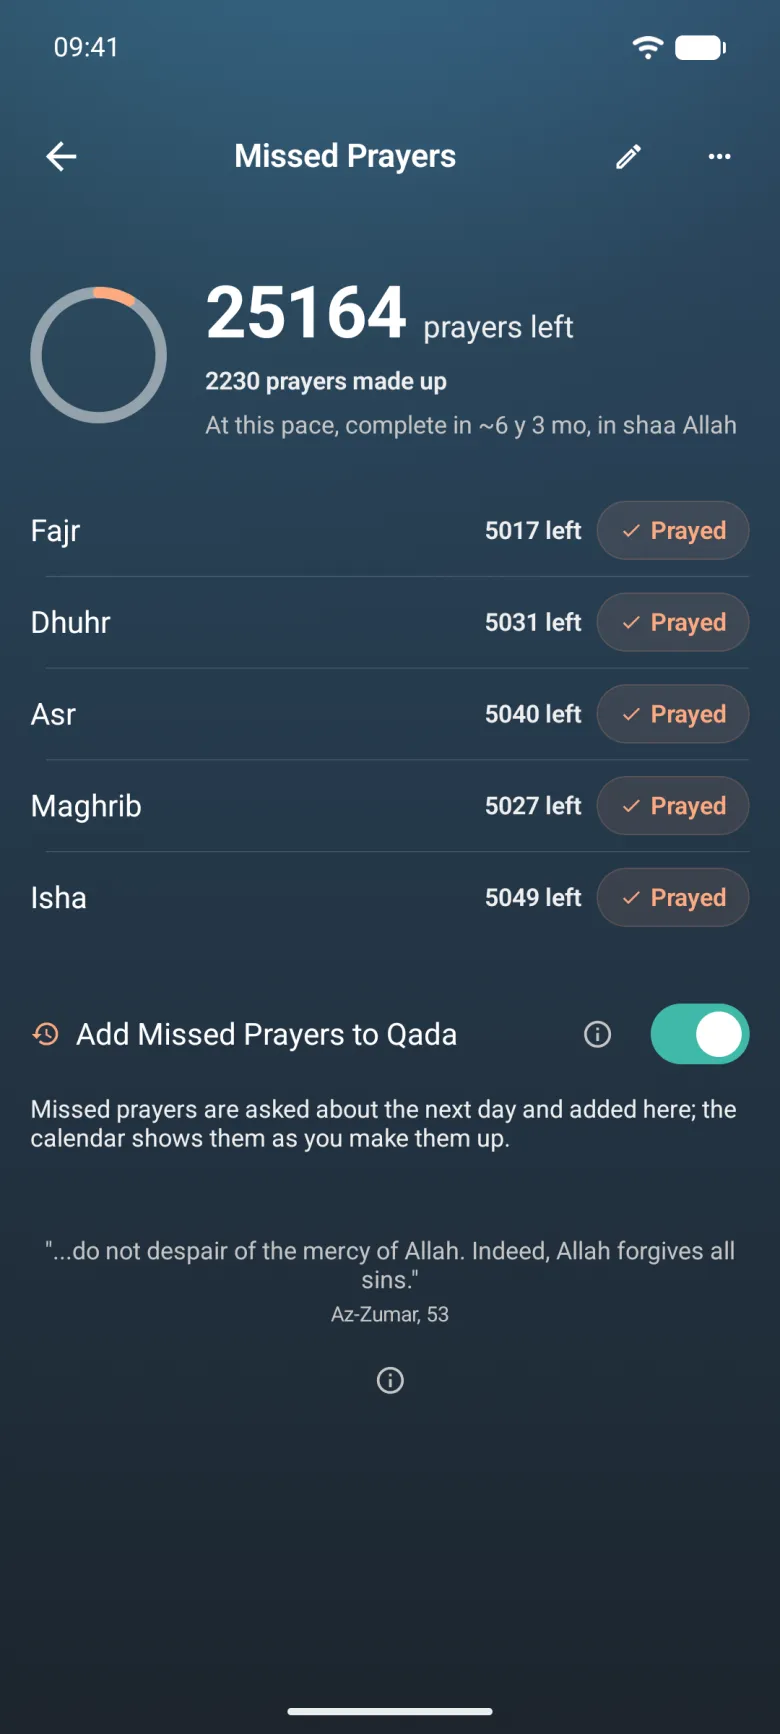 09:41
Missed Prayers
25164 prayers left
2230 prayers made up
At this pace, complete in ~6 y 3 mo, in shaa Allah
Fajr 5017 left Prayed
Dhuhr 5031 left Prayed
Asr 5040 left Prayed
Maghrib 5027 left Prayed
Isha 5049 left Prayed
Add Missed Prayers to Qada
Missed prayers are asked about the next day and added here; the
calendar shows them as you make them up.
"...do not despair of the mercy of Allah. Indeed, Allah forgives all
sins."
Az-Zumar, 53